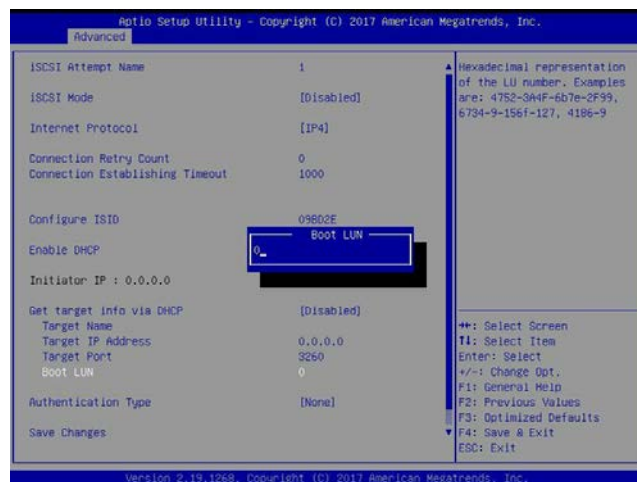 Aptio Setup Utility - Copyright (C) 2017 American Megatrends, Inc.
Advanced
iSCSI Attempt Name 1
iSCSI Mode [Disabled]
Internet Protocol [IP4]
Connection Retry Count 0
Connection Establishing Timeout 1000
Configure ISID 09BD2E
Boot LUN
Enable DHCP
0_
Initiator IP : 0.0.0.0
Get target info via DHCP [Disabled]
Target Name
Target IP Address 0.0.0.0
Target Port 3260
Boot LUN 0
Authentication Type [None]
Save Changes
Hexadecimal representation
of the LU number. Examples
are: 4752-3A4F-6b7e-2F99,
6734-9-156f-127, 4186-9
→←: Select Screen
↑↓: Select Item
Enter: Select
+/-: Change Opt.
F1: General Help
F2: Previous Values
F3: Optimized Defaults
F4: Save & Exit
ESC: Exit
Version 2.19.1268. Copyright (C) 2017 American Megatrends, Inc.